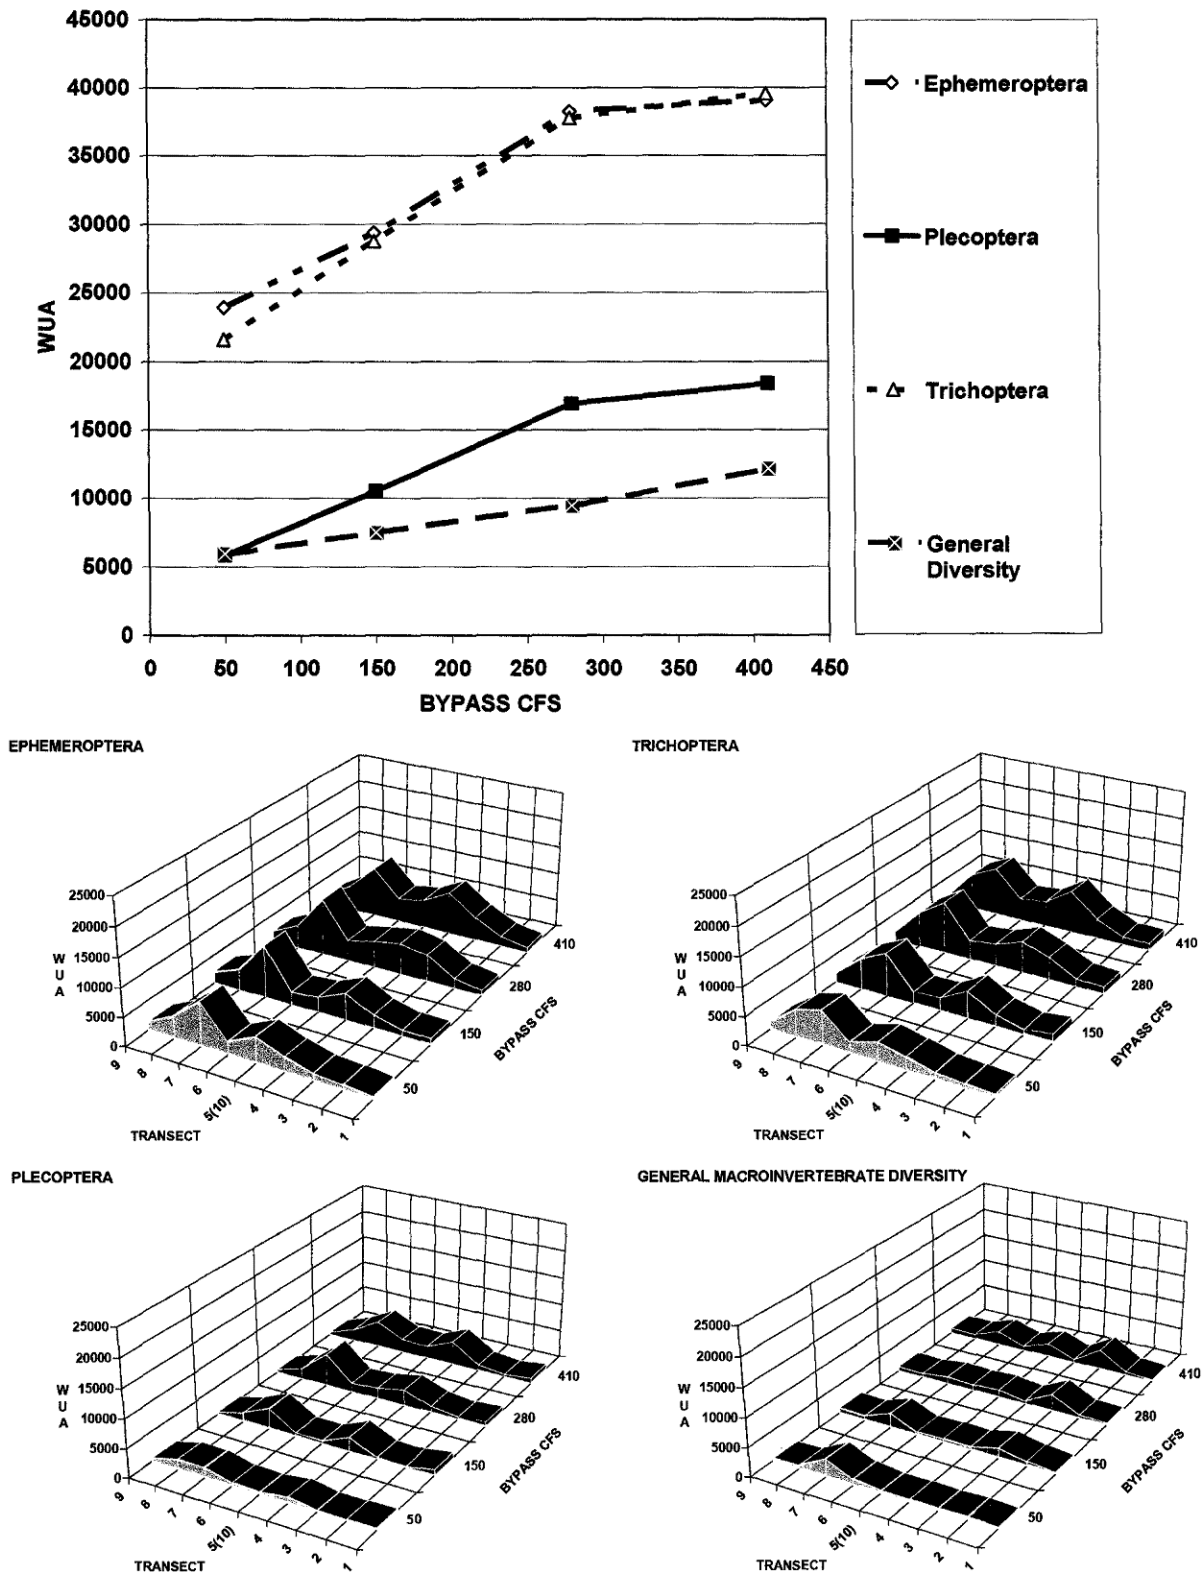 45000
40000
35000
30000
25000
20000
15000
10000
5000
0
WUA
0 50 100 150 200 250 300 350 400 450
BYPASS CFS
Ephemeroptera
Plecoptera
Trichoptera
General
Diversity
EPHEMEROPTERA
25000
20000
15000
10000
5000
0
W
U
A
9 8 7 6 5(10) 4 3 2 1
TRANSECT
50 150 280 410
BYPASS CFS
TRICHOPTERA
25000
20000
15000
10000
5000
0
W
U
A
9 8 7 6 5(10) 4 3 2 1
TRANSECT
50 150 280 410
BYPASS CFS
PLECOPTERA
25000
20000
15000
10000
5000
0
W
U
A
9 8 7 6 5(10) 4 3 2 1
TRANSECT
50 150 280 410
BYPASS CFS
GENERAL MACROINVERTEBRATE DIVERSITY
25000
20000
15000
10000
5000
0
W
U
A
9 8 7 6 5(10) 4 3 2 1
TRANSECT
50 150 280 410
BYPASS CFS